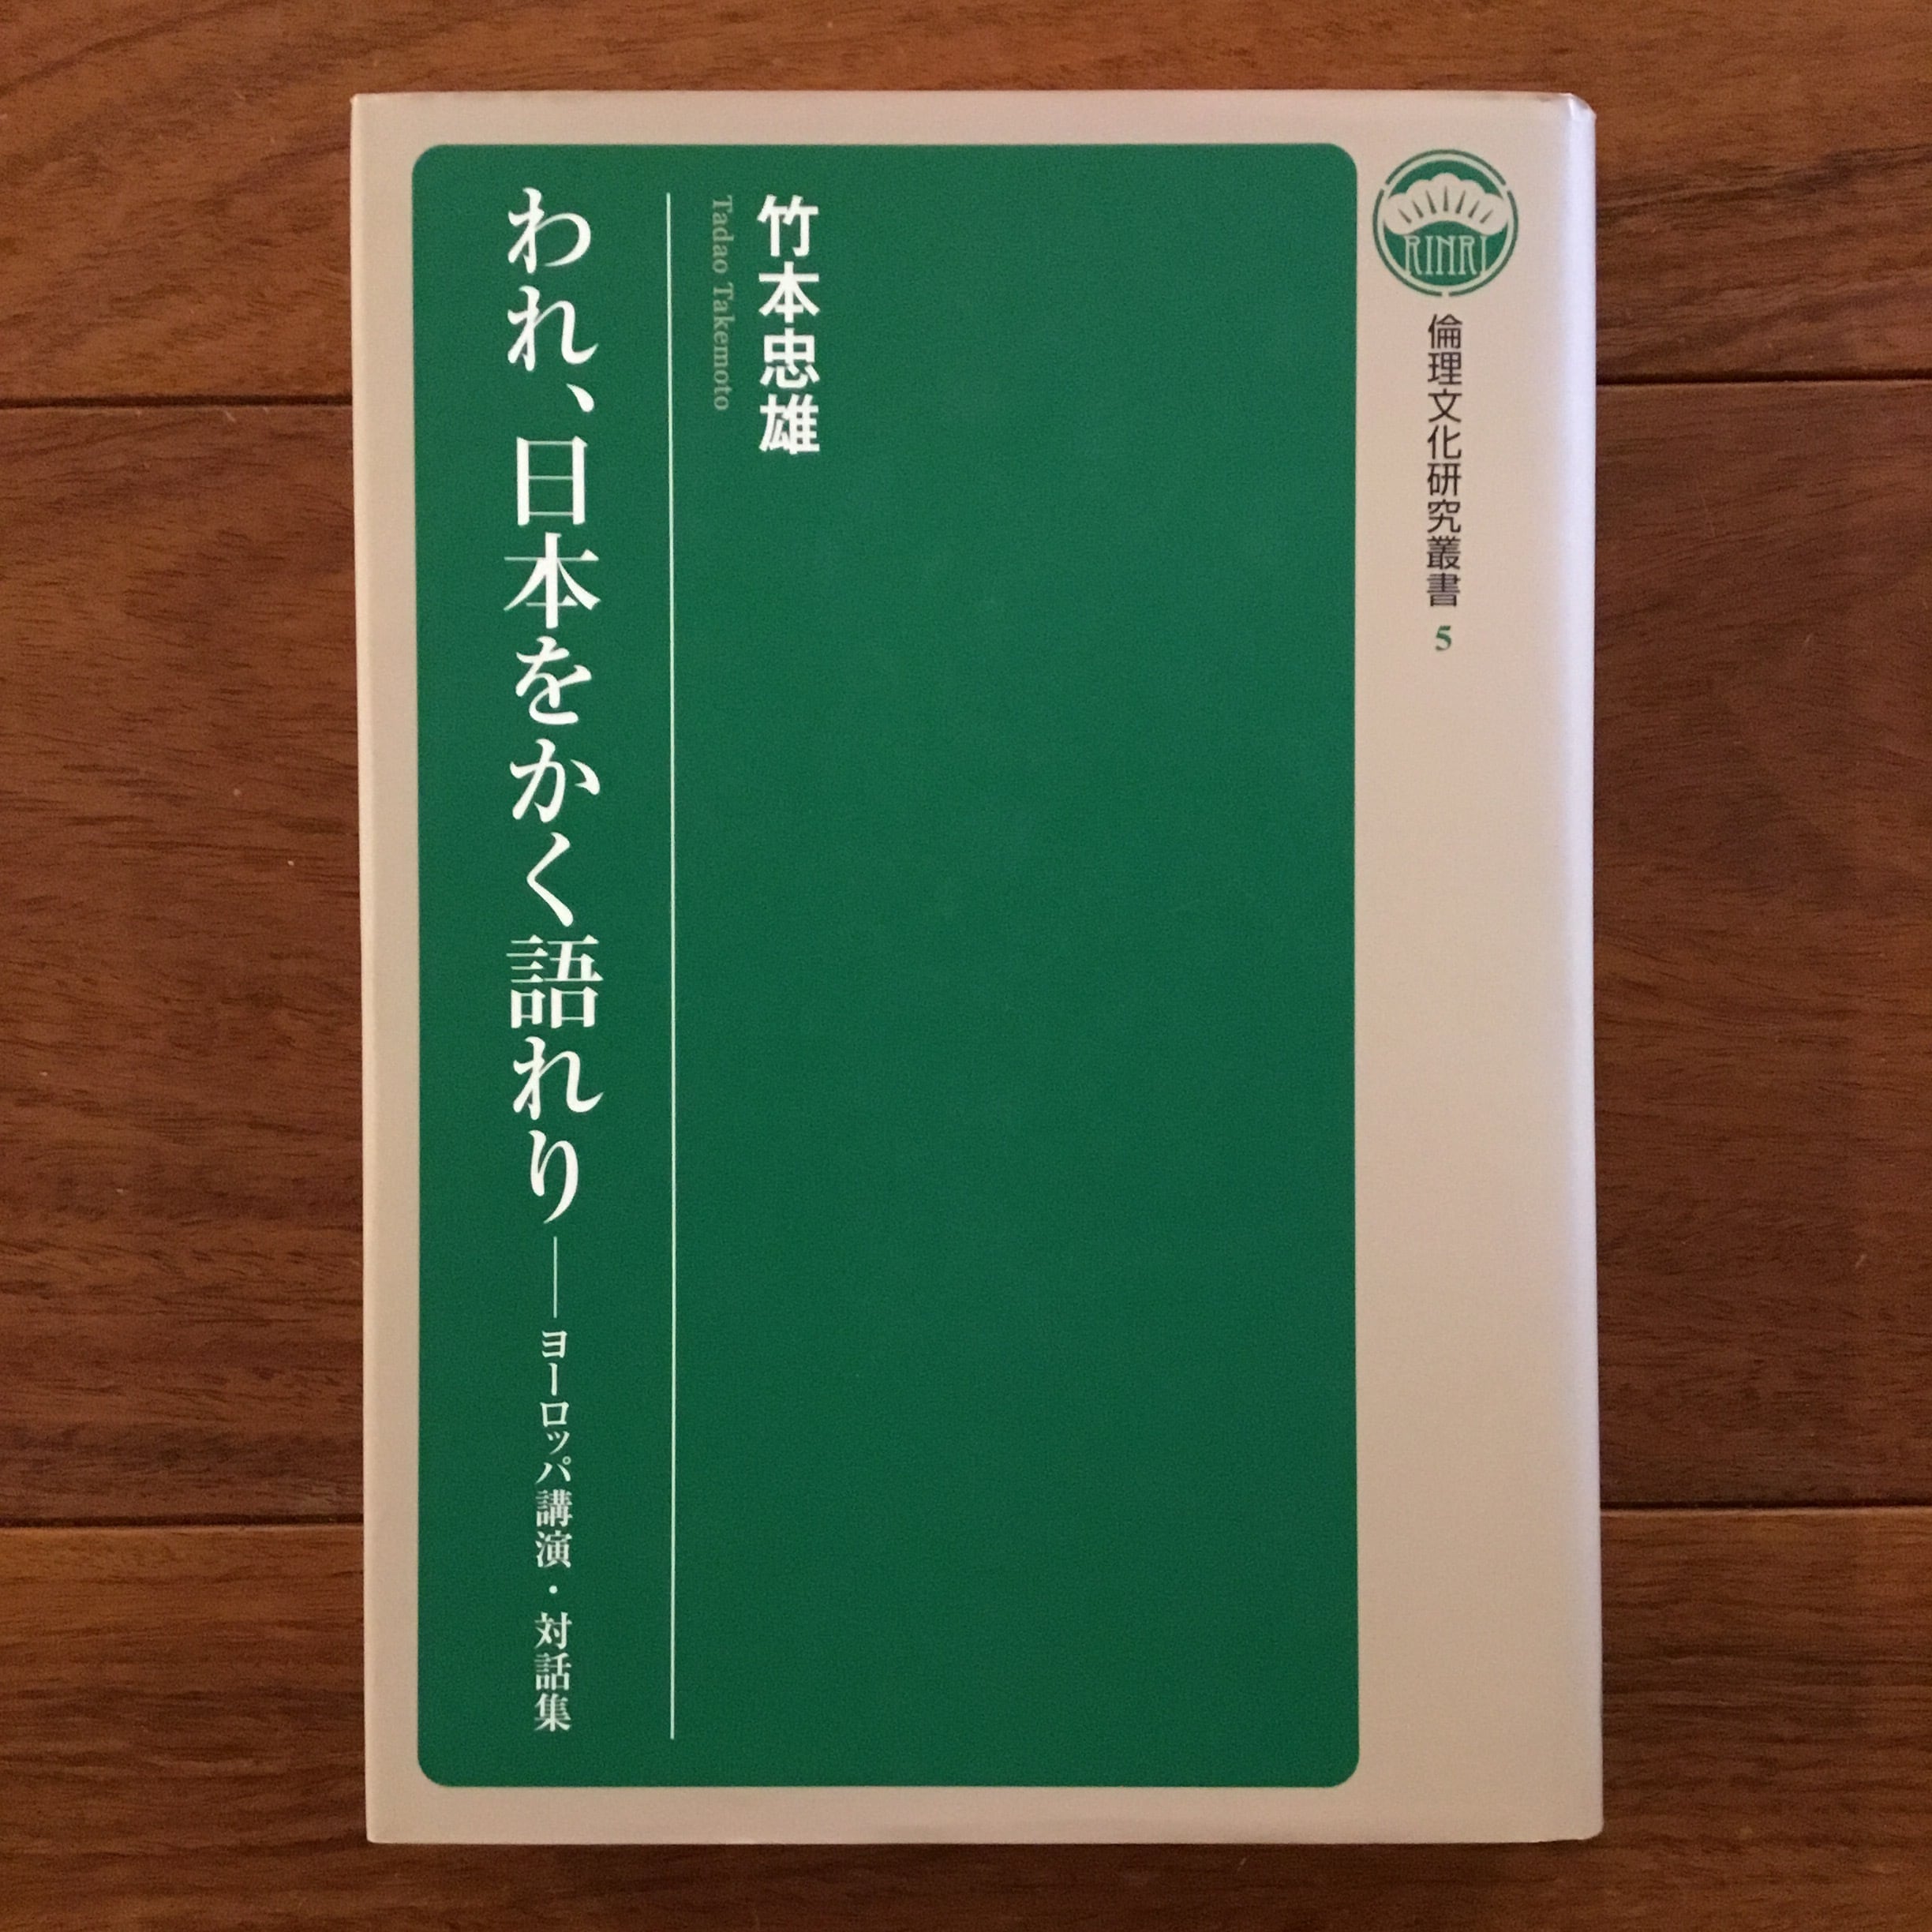 RINRI
倫理文化研究叢書 5
竹本忠雄
Tadao Takemoto
われ、日本をかく語れり――ヨーロッパ講演・対話集